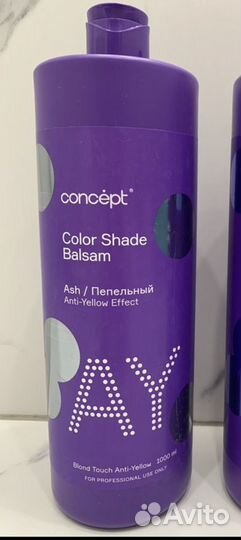 concépt®
Color Shade
Balsam
Ash / Пепельный
Anti-Yellow Effect
AY
Blond Touch Anti-Yellow 1000 ml
FOR PROFESSIONAL USE ONLY
Avito